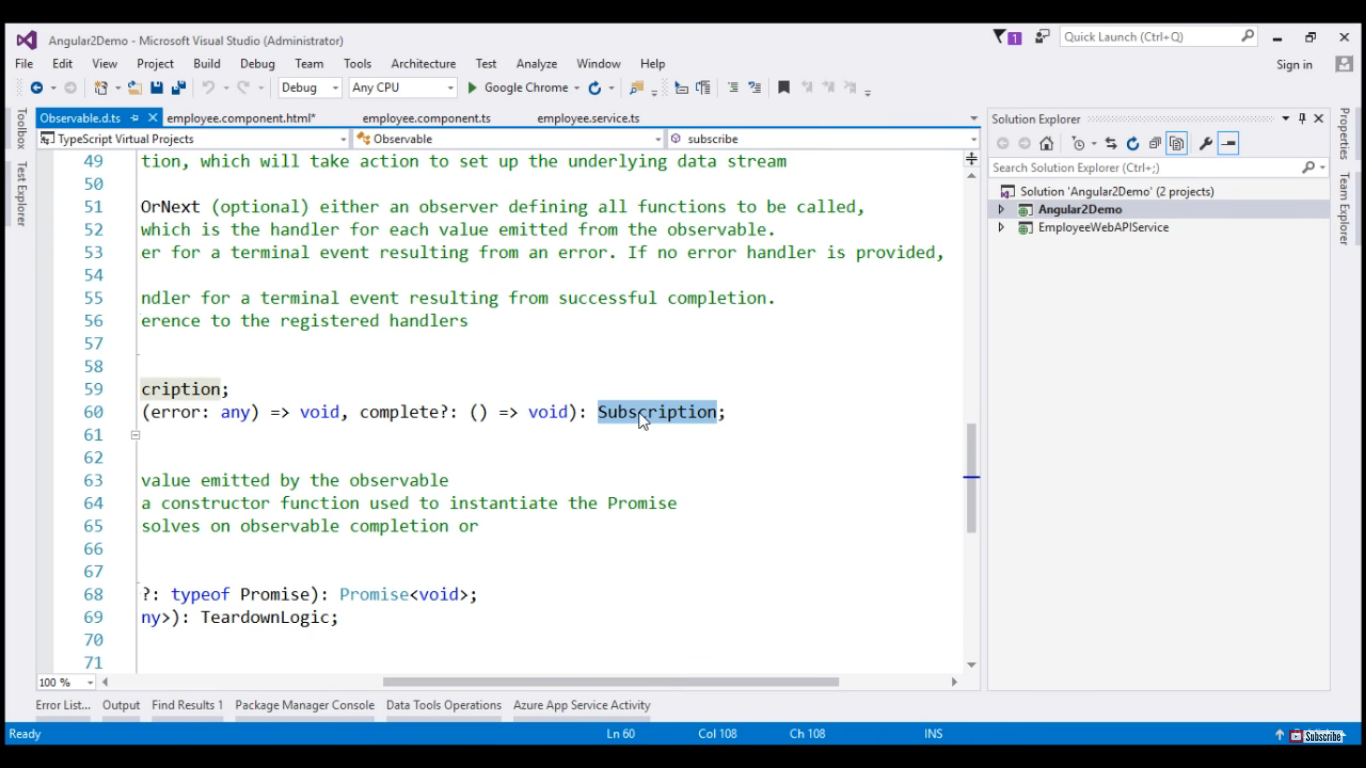 Angular2Demo - Microsoft Visual Studio (Administrator)
1
Quick Launch (Ctrl+Q)
File Edit View Project Build Debug Team Tools Architecture Test Analyze Window Help
Sign in
Debug Any CPU Google Chrome
Toolbox
Test Explorer
Observable.d.ts employee.component.html* employee.component.ts employee.service.ts
TypeScript Virtual Projects Observable subscribe
49 tion, which will take action to set up the underlying data stream
50
51 OrNext (optional) either an observer defining all functions to be called,
52 which is the handler for each value emitted from the observable.
53 er for a terminal event resulting from an error. If no error handler is provided,
54
55 ndler for a terminal event resulting from successful completion.
56 erence to the registered handlers
57
58
59 cription;
60 (error: any) => void, complete?: () => void): Subscription;
61
62
63 value emitted by the observable
64 a constructor function used to instantiate the Promise
65 solves on observable completion or
66
67
68 ?: typeof Promise): Promise<void>;
69 ny>): TeardownLogic;
70
71
100 %
Solution Explorer
Search Solution Explorer (Ctrl+;)
Solution 'Angular2Demo' (2 projects)
Angular2Demo
EmployeeWebAPIService
Properties
Team Explorer
Error List... Output Find Results 1 Package Manager Console Data Tools Operations Azure App Service Activity
Ready Ln 60 Col 108 Ch 108 INS
Subscribe